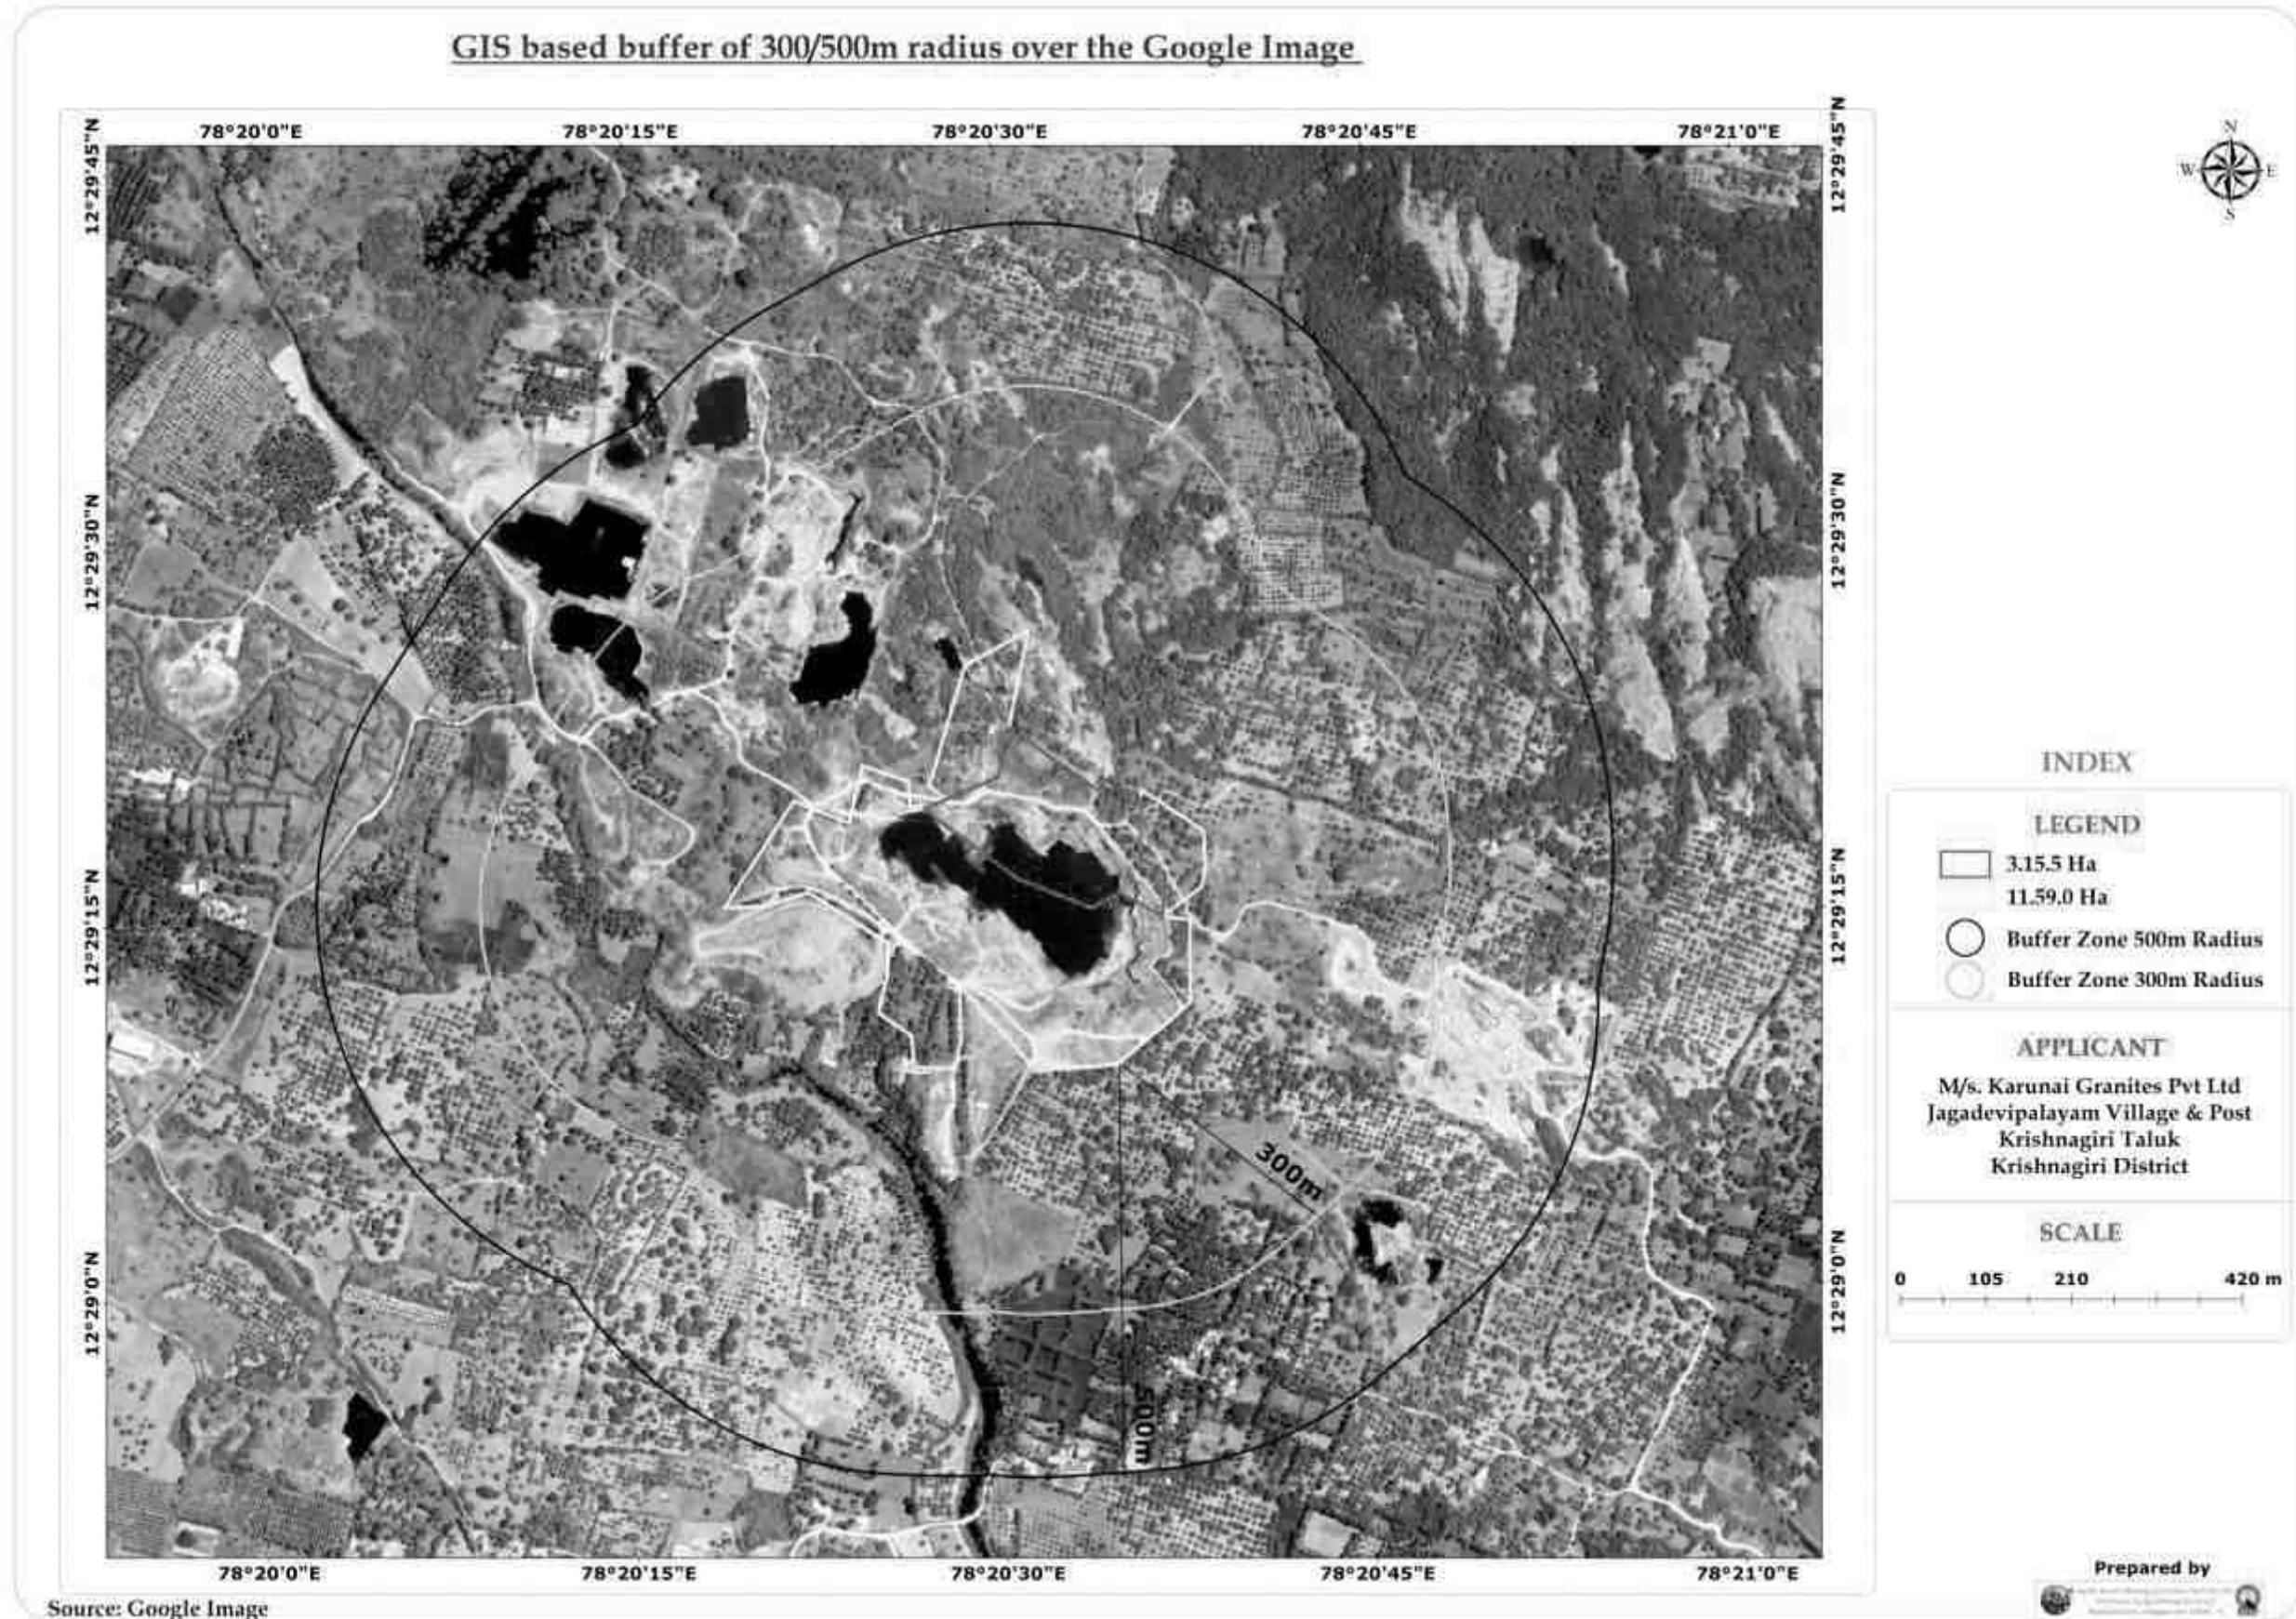 GIS based buffer of 300/500m radius over the Google Image
78°20'0"E 78°20'15"E 78°20'30"E 78°20'45"E 78°21'0"E
12°29'45"N 12°29'45"N
N
W E
S
12°29'30"N 12°29'30"N
12°29'15"N 12°29'15"N
12°29'0"N 12°29'0"N
300m
500m
78°20'0"E 78°20'15"E 78°20'30"E 78°20'45"E 78°21'0"E
INDEX
LEGEND
3.15.5 Ha
11.59.0 Ha
Buffer Zone 500m Radius
Buffer Zone 300m Radius
APPLICANT
M/s. Karunai Granites Pvt Ltd
Jagadevipalayam Village & Post
Krishnagiri Taluk
Krishnagiri District
SCALE
0 105 210 420 m
Prepared by
Source: Google Image